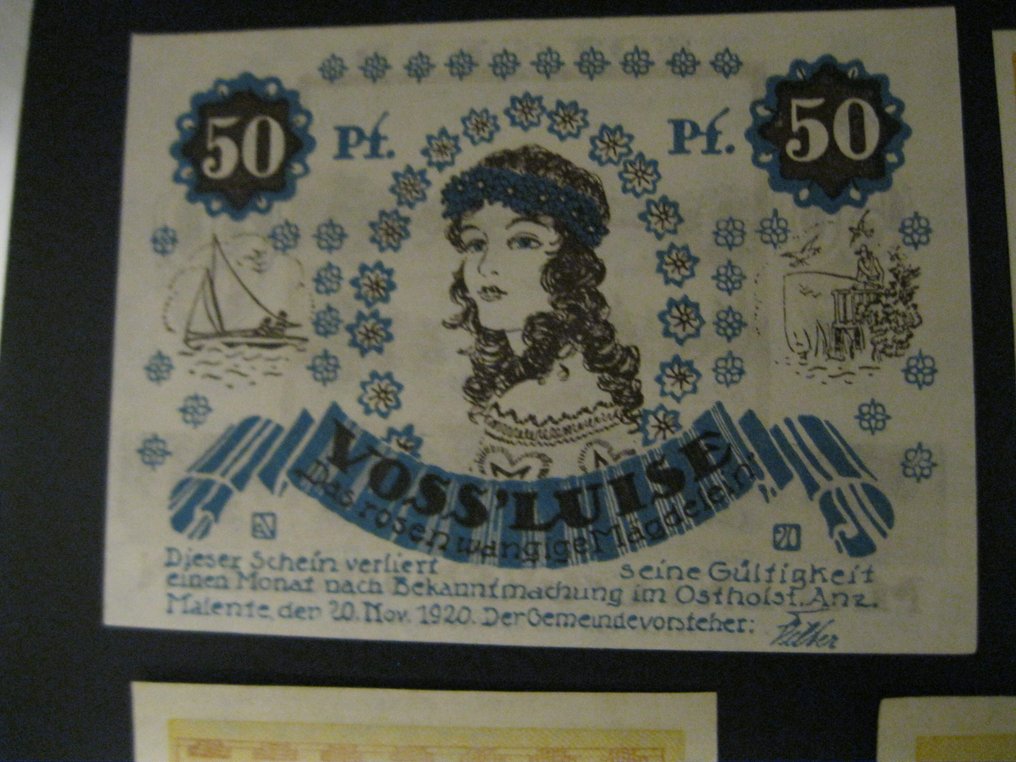 50 Pf. Pf. 50
VOSS' LUISE
„Das rosenwangige Mägdelein"
20
Dieser Schein verliert seine Gültigkeit
einen Monat nach Bekanntmachung im Ostholst. Anz.
Malente, den 20. Nov. 1920. Der Gemeindevorsteher: